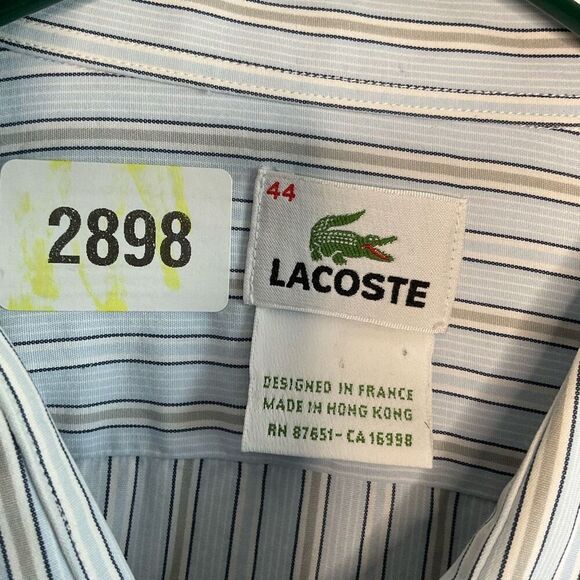 2898
44
LACOSTE
DESIGNED IN FRANCE
MADE IN HONG KONG
RN 87651-CA 16998